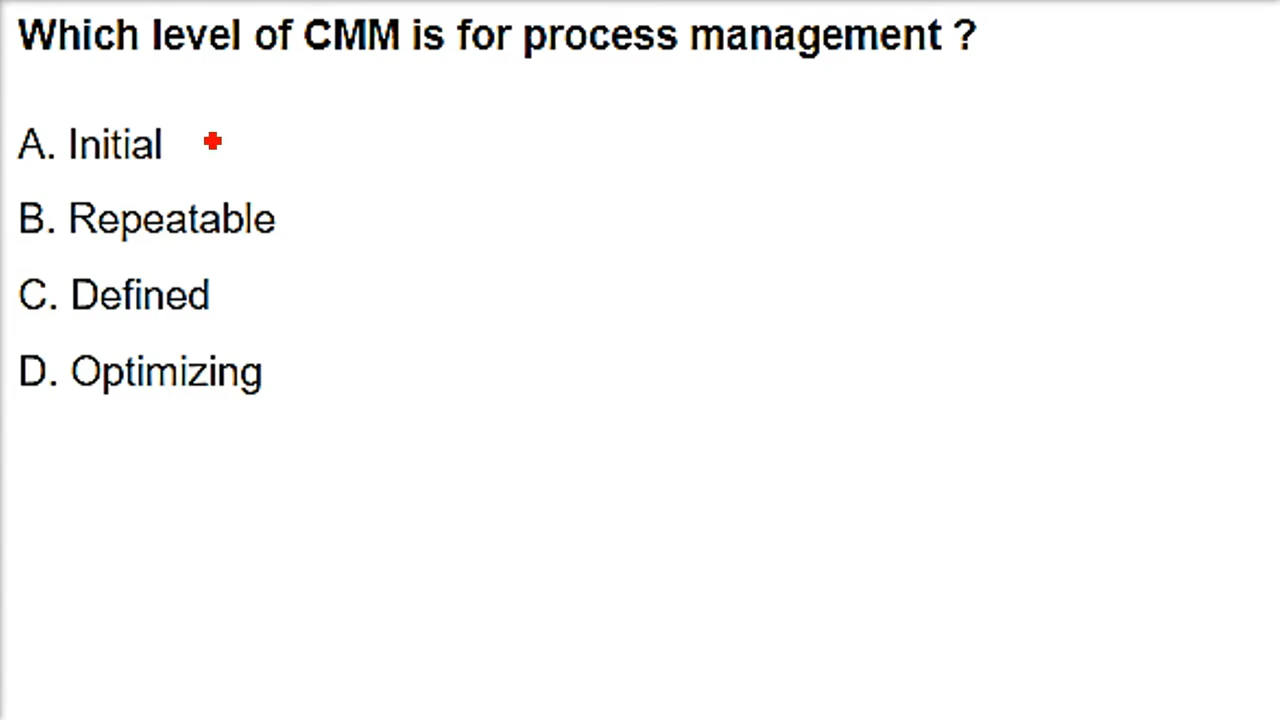 Which level of CMM is for process management ?
A. Initial
B. Repeatable
C. Defined
D. Optimizing